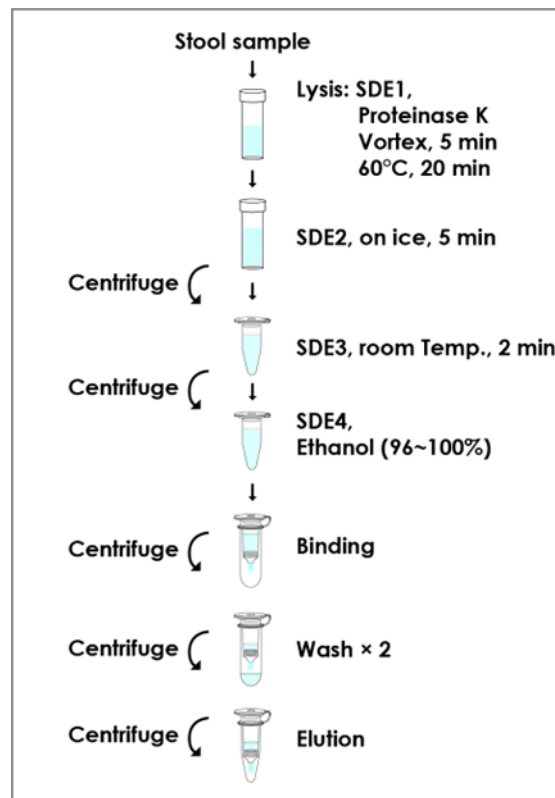 Stool sample
Lysis: SDE1,
Proteinase K
Vortex, 5 min
60°C, 20 min
SDE2, on ice, 5 min
Centrifuge
SDE3, room Temp., 2 min
Centrifuge
SDE4,
Ethanol (96~100%)
Centrifuge
Binding
Centrifuge
Wash × 2
Centrifuge
Elution